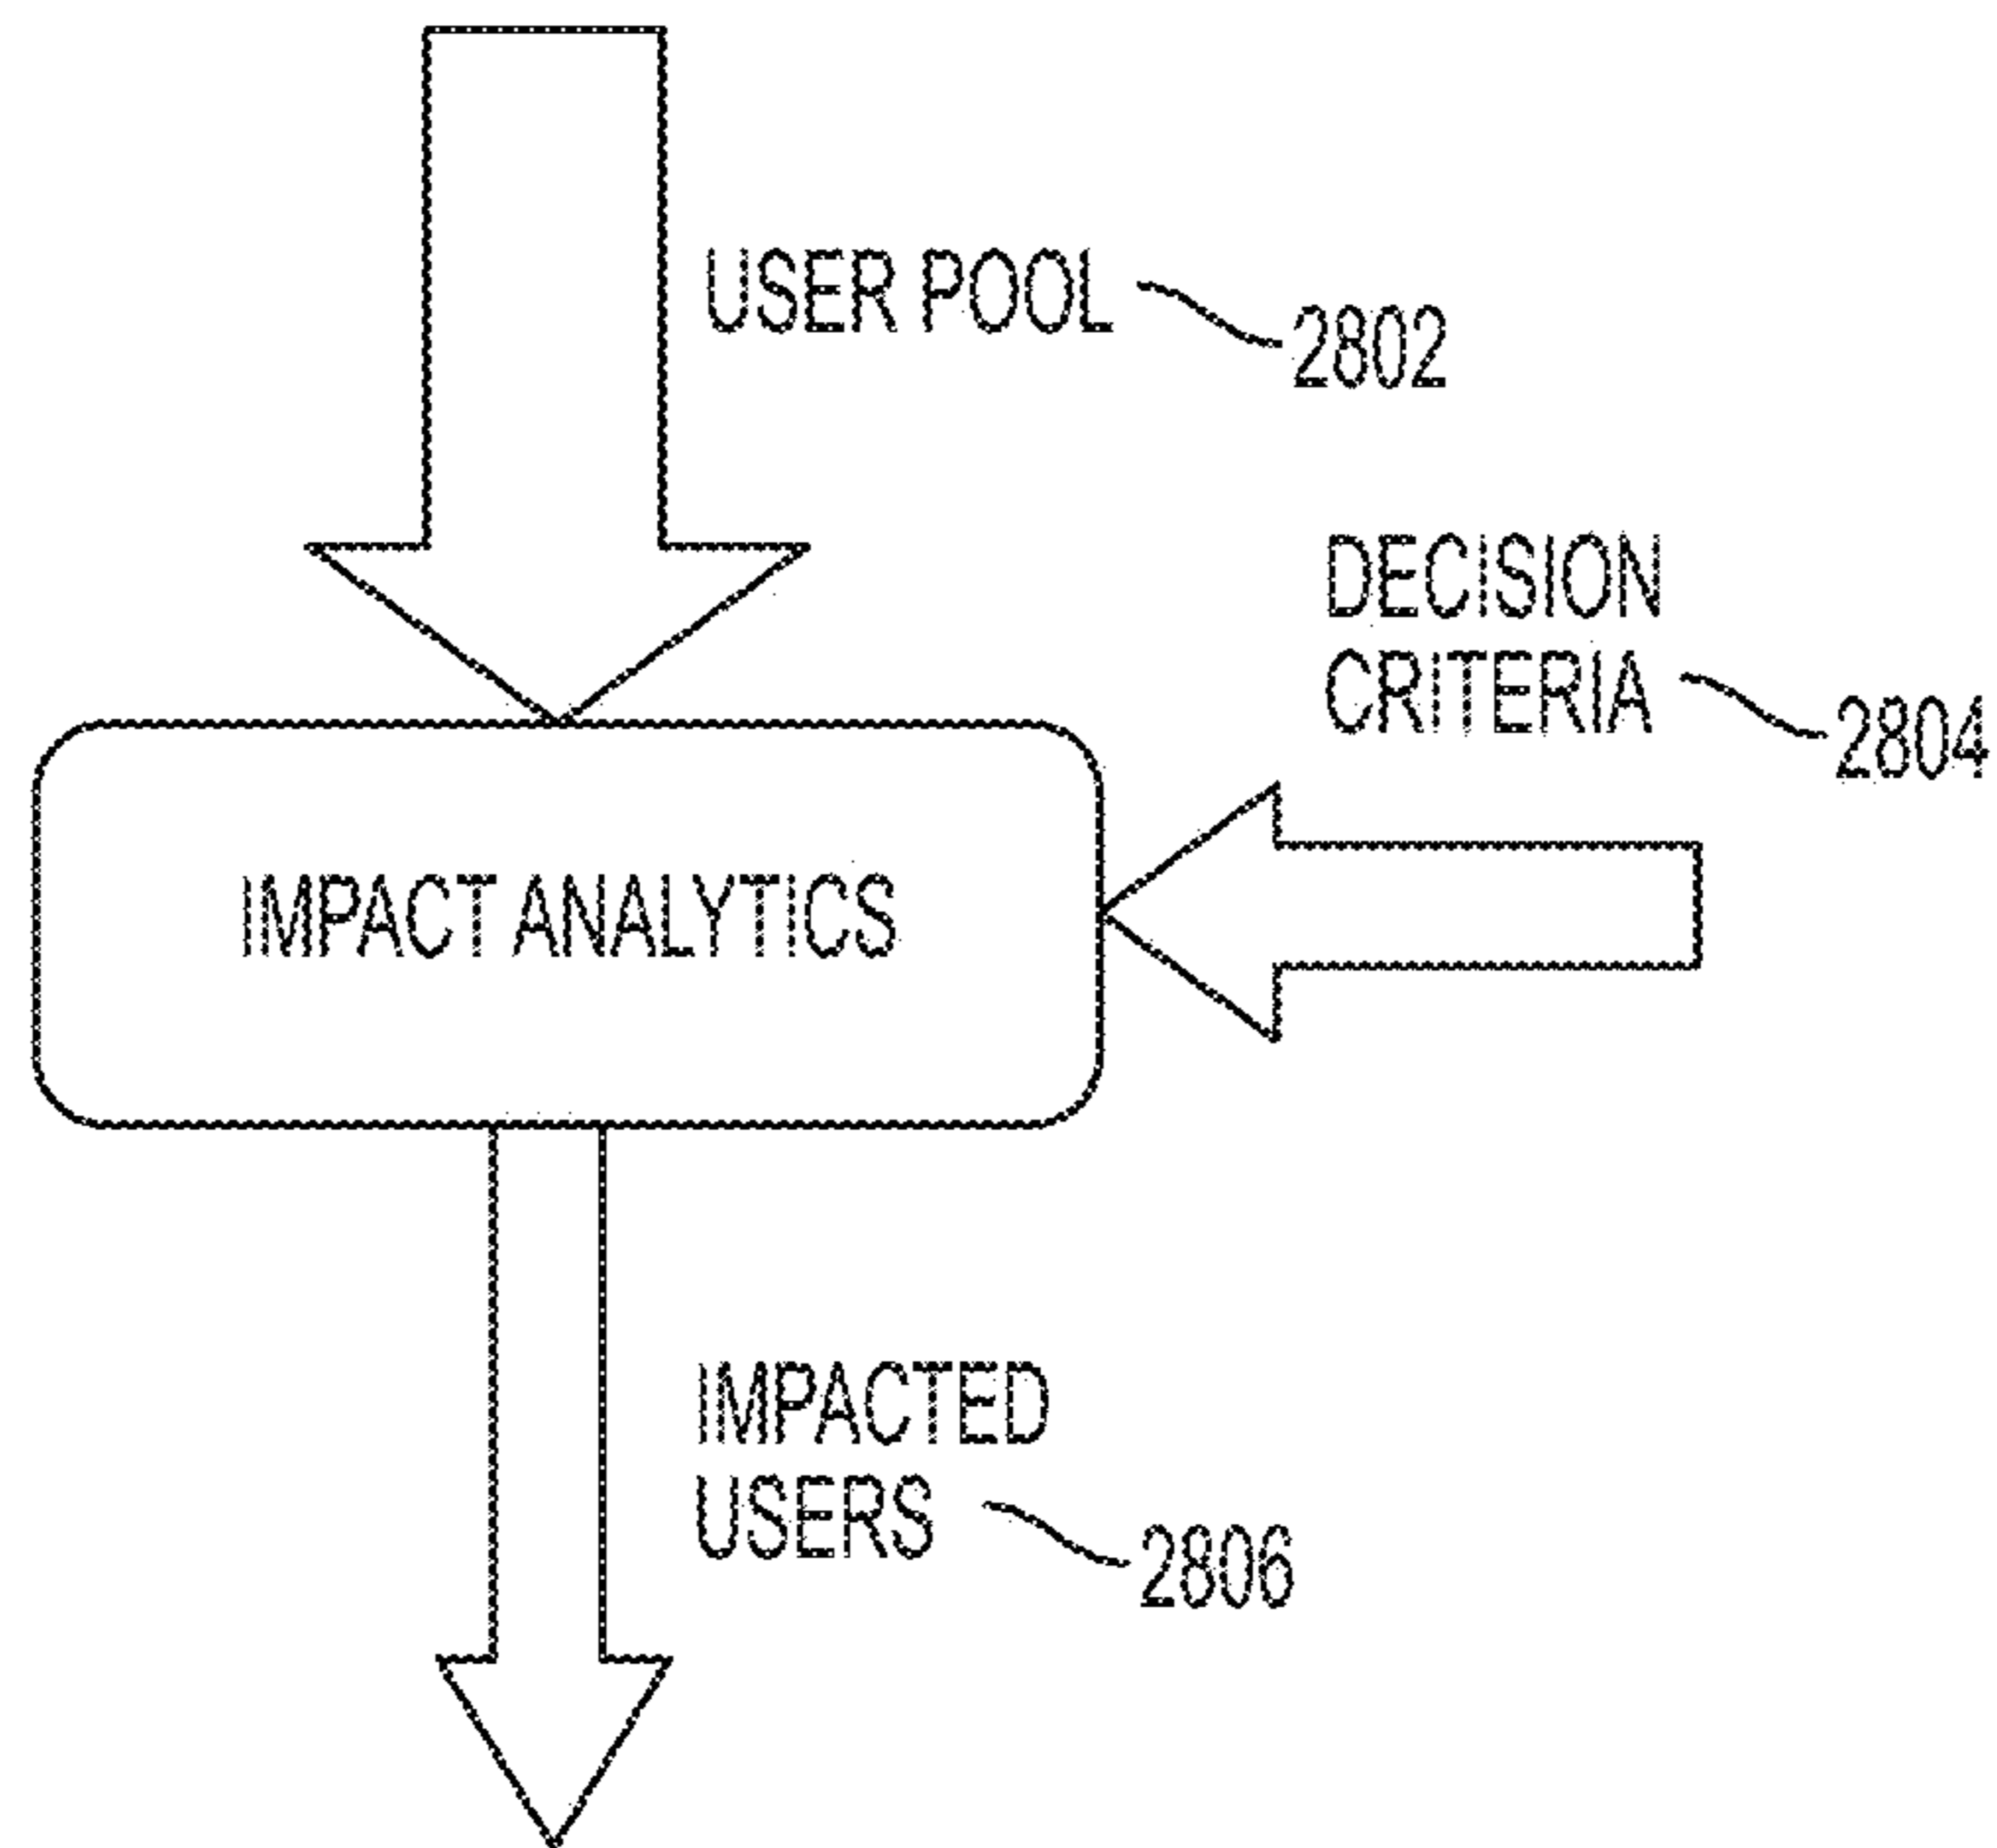 USER POOL
2802
DECISION
CRITERIA
2804
IMPACT ANALYTICS
IMPACTED
USERS
2806